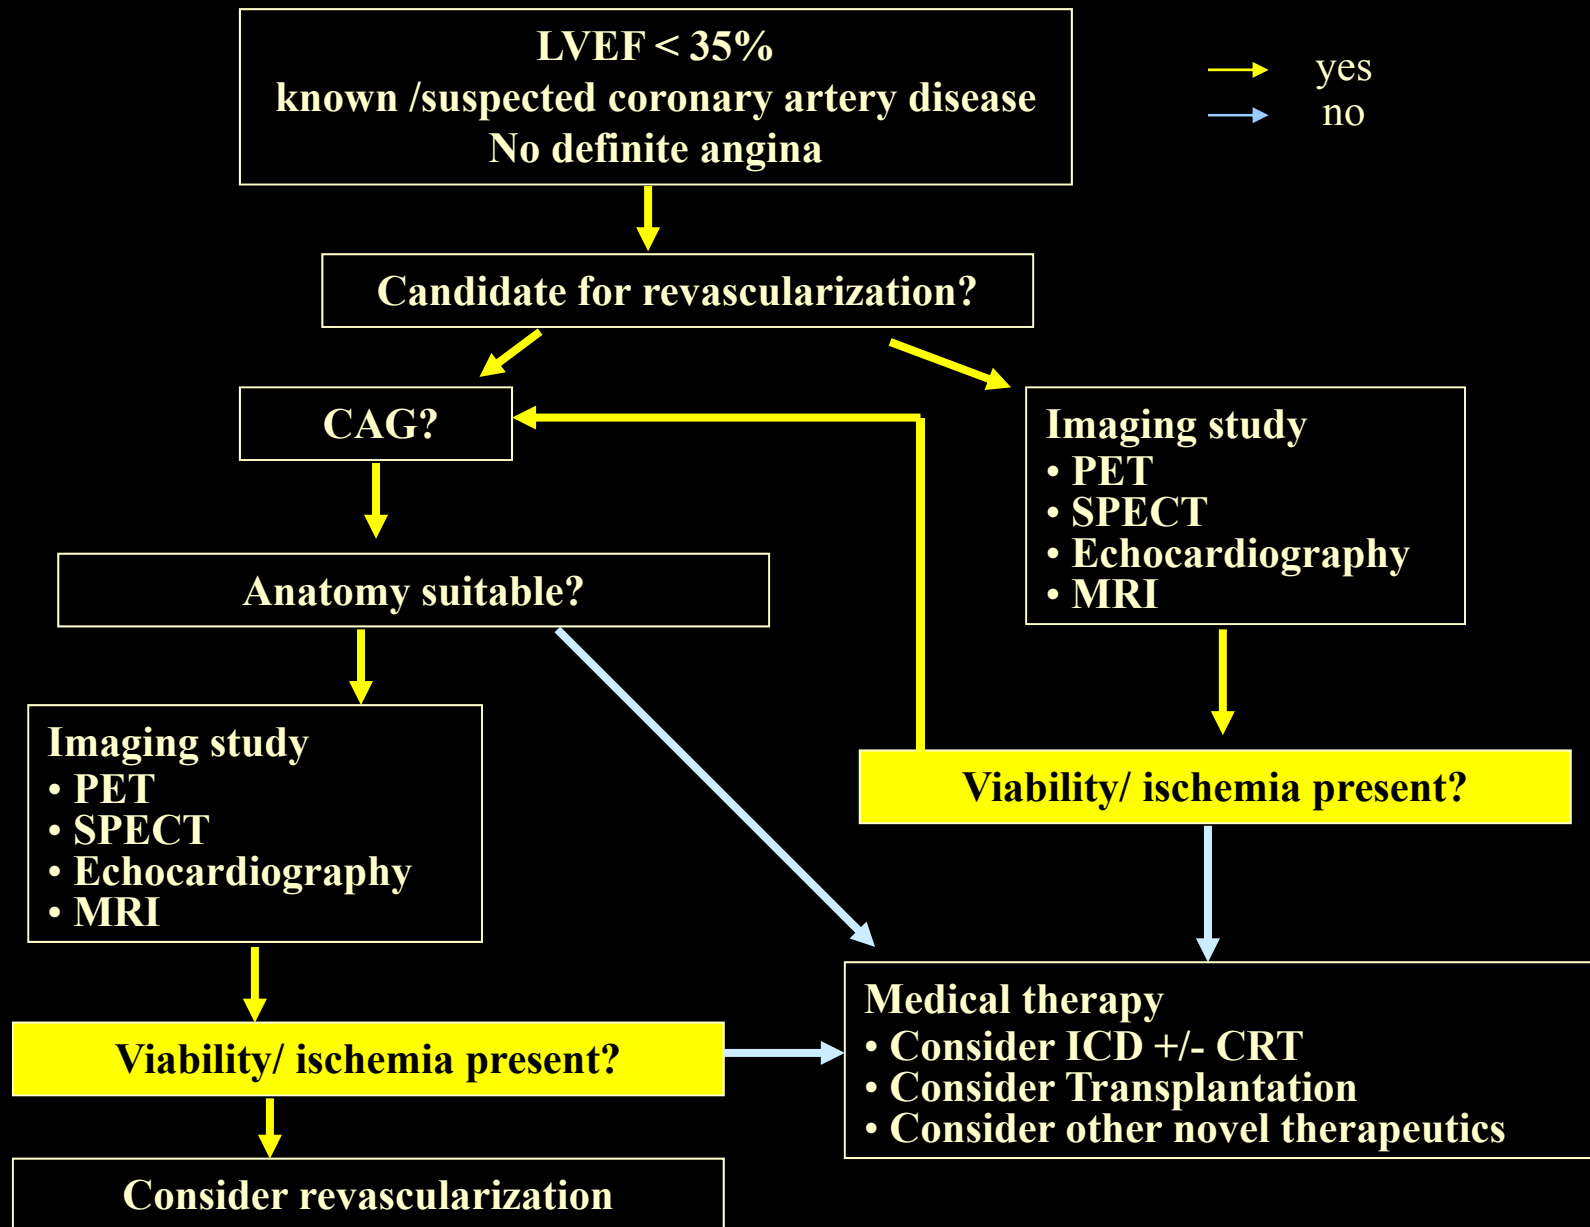 LVEF < 35%
known /suspected coronary artery disease
No definite angina
yes
no
Candidate for revascularization?
CAG?
Imaging study
• PET
• SPECT
• Echocardiography
• MRI
Anatomy suitable?
Imaging study
• PET
• SPECT
• Echocardiography
• MRI
Viability/ ischemia present?
Viability/ ischemia present?
Medical therapy
• Consider ICD +/- CRT
• Consider Transplantation
• Consider other novel therapeutics
Consider revascularization